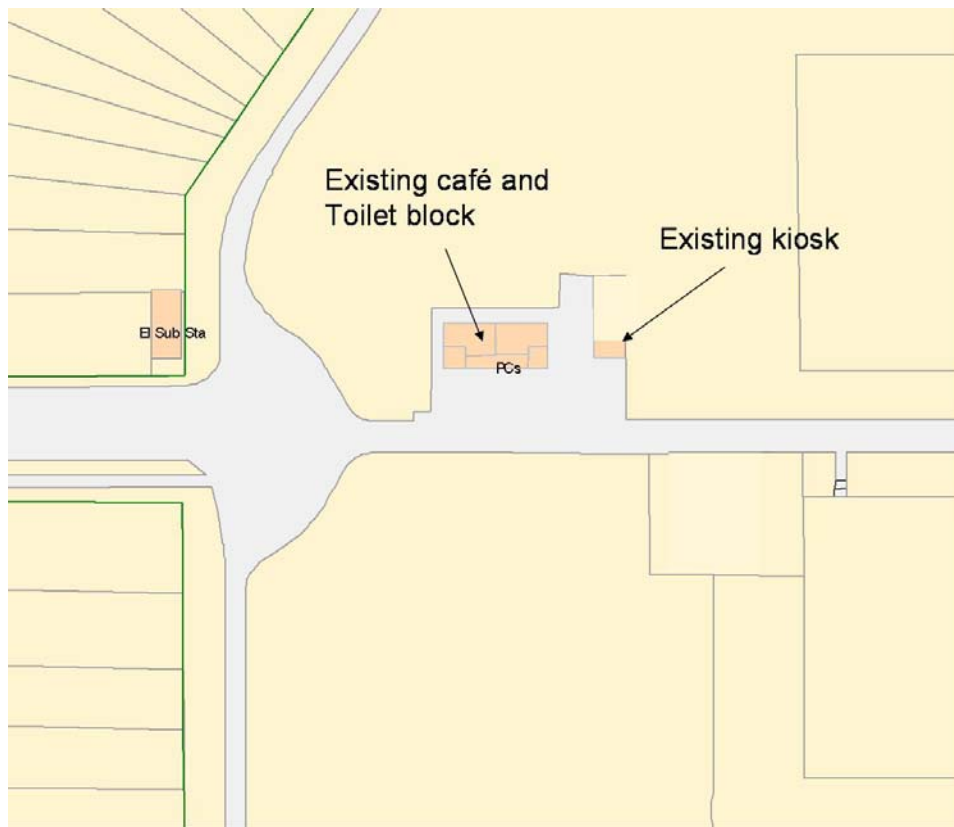 Existing café and
Toilet block
Existing kiosk
El Sub Sta
PCs